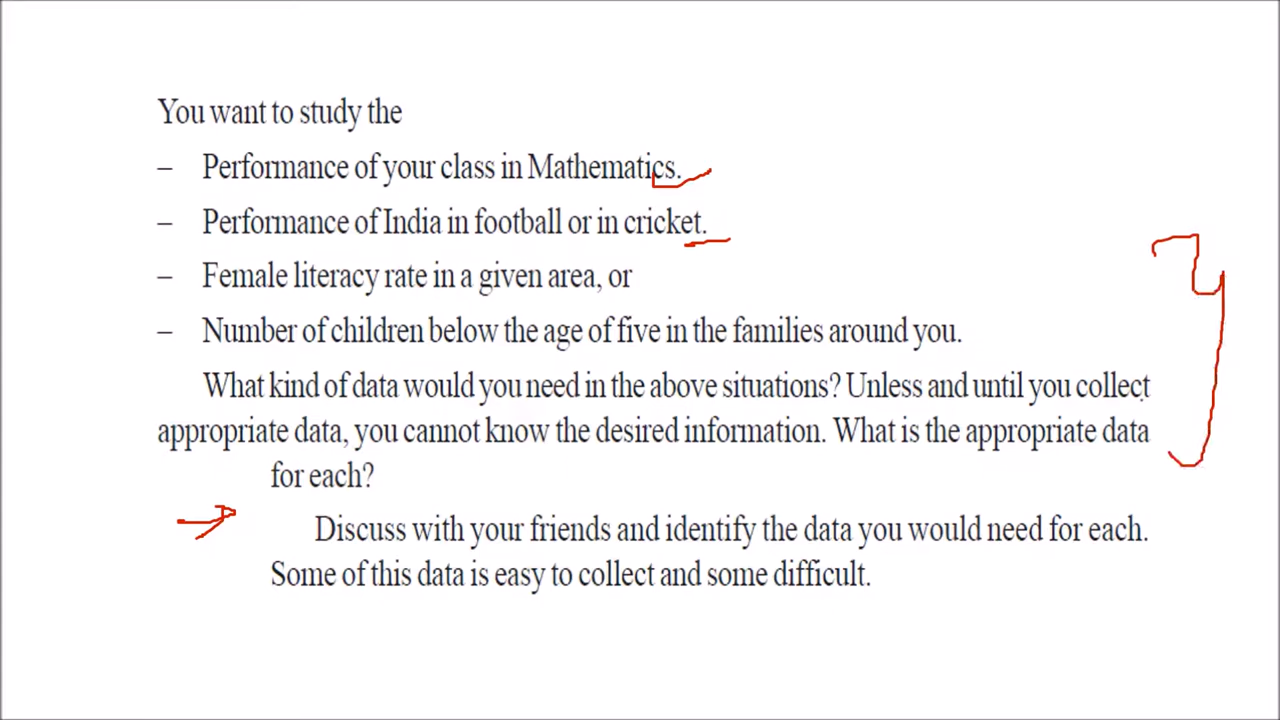 You want to study the
– Performance of your class in Mathematics.
– Performance of India in football or in cricket.
– Female literacy rate in a given area, or
– Number of children below the age of five in the families around you.
What kind of data would you need in the above situations? Unless and until you collect
appropriate data, you cannot know the desired information. What is the appropriate data
for each?
Discuss with your friends and identify the data you would need for each.
Some of this data is easy to collect and some difficult.